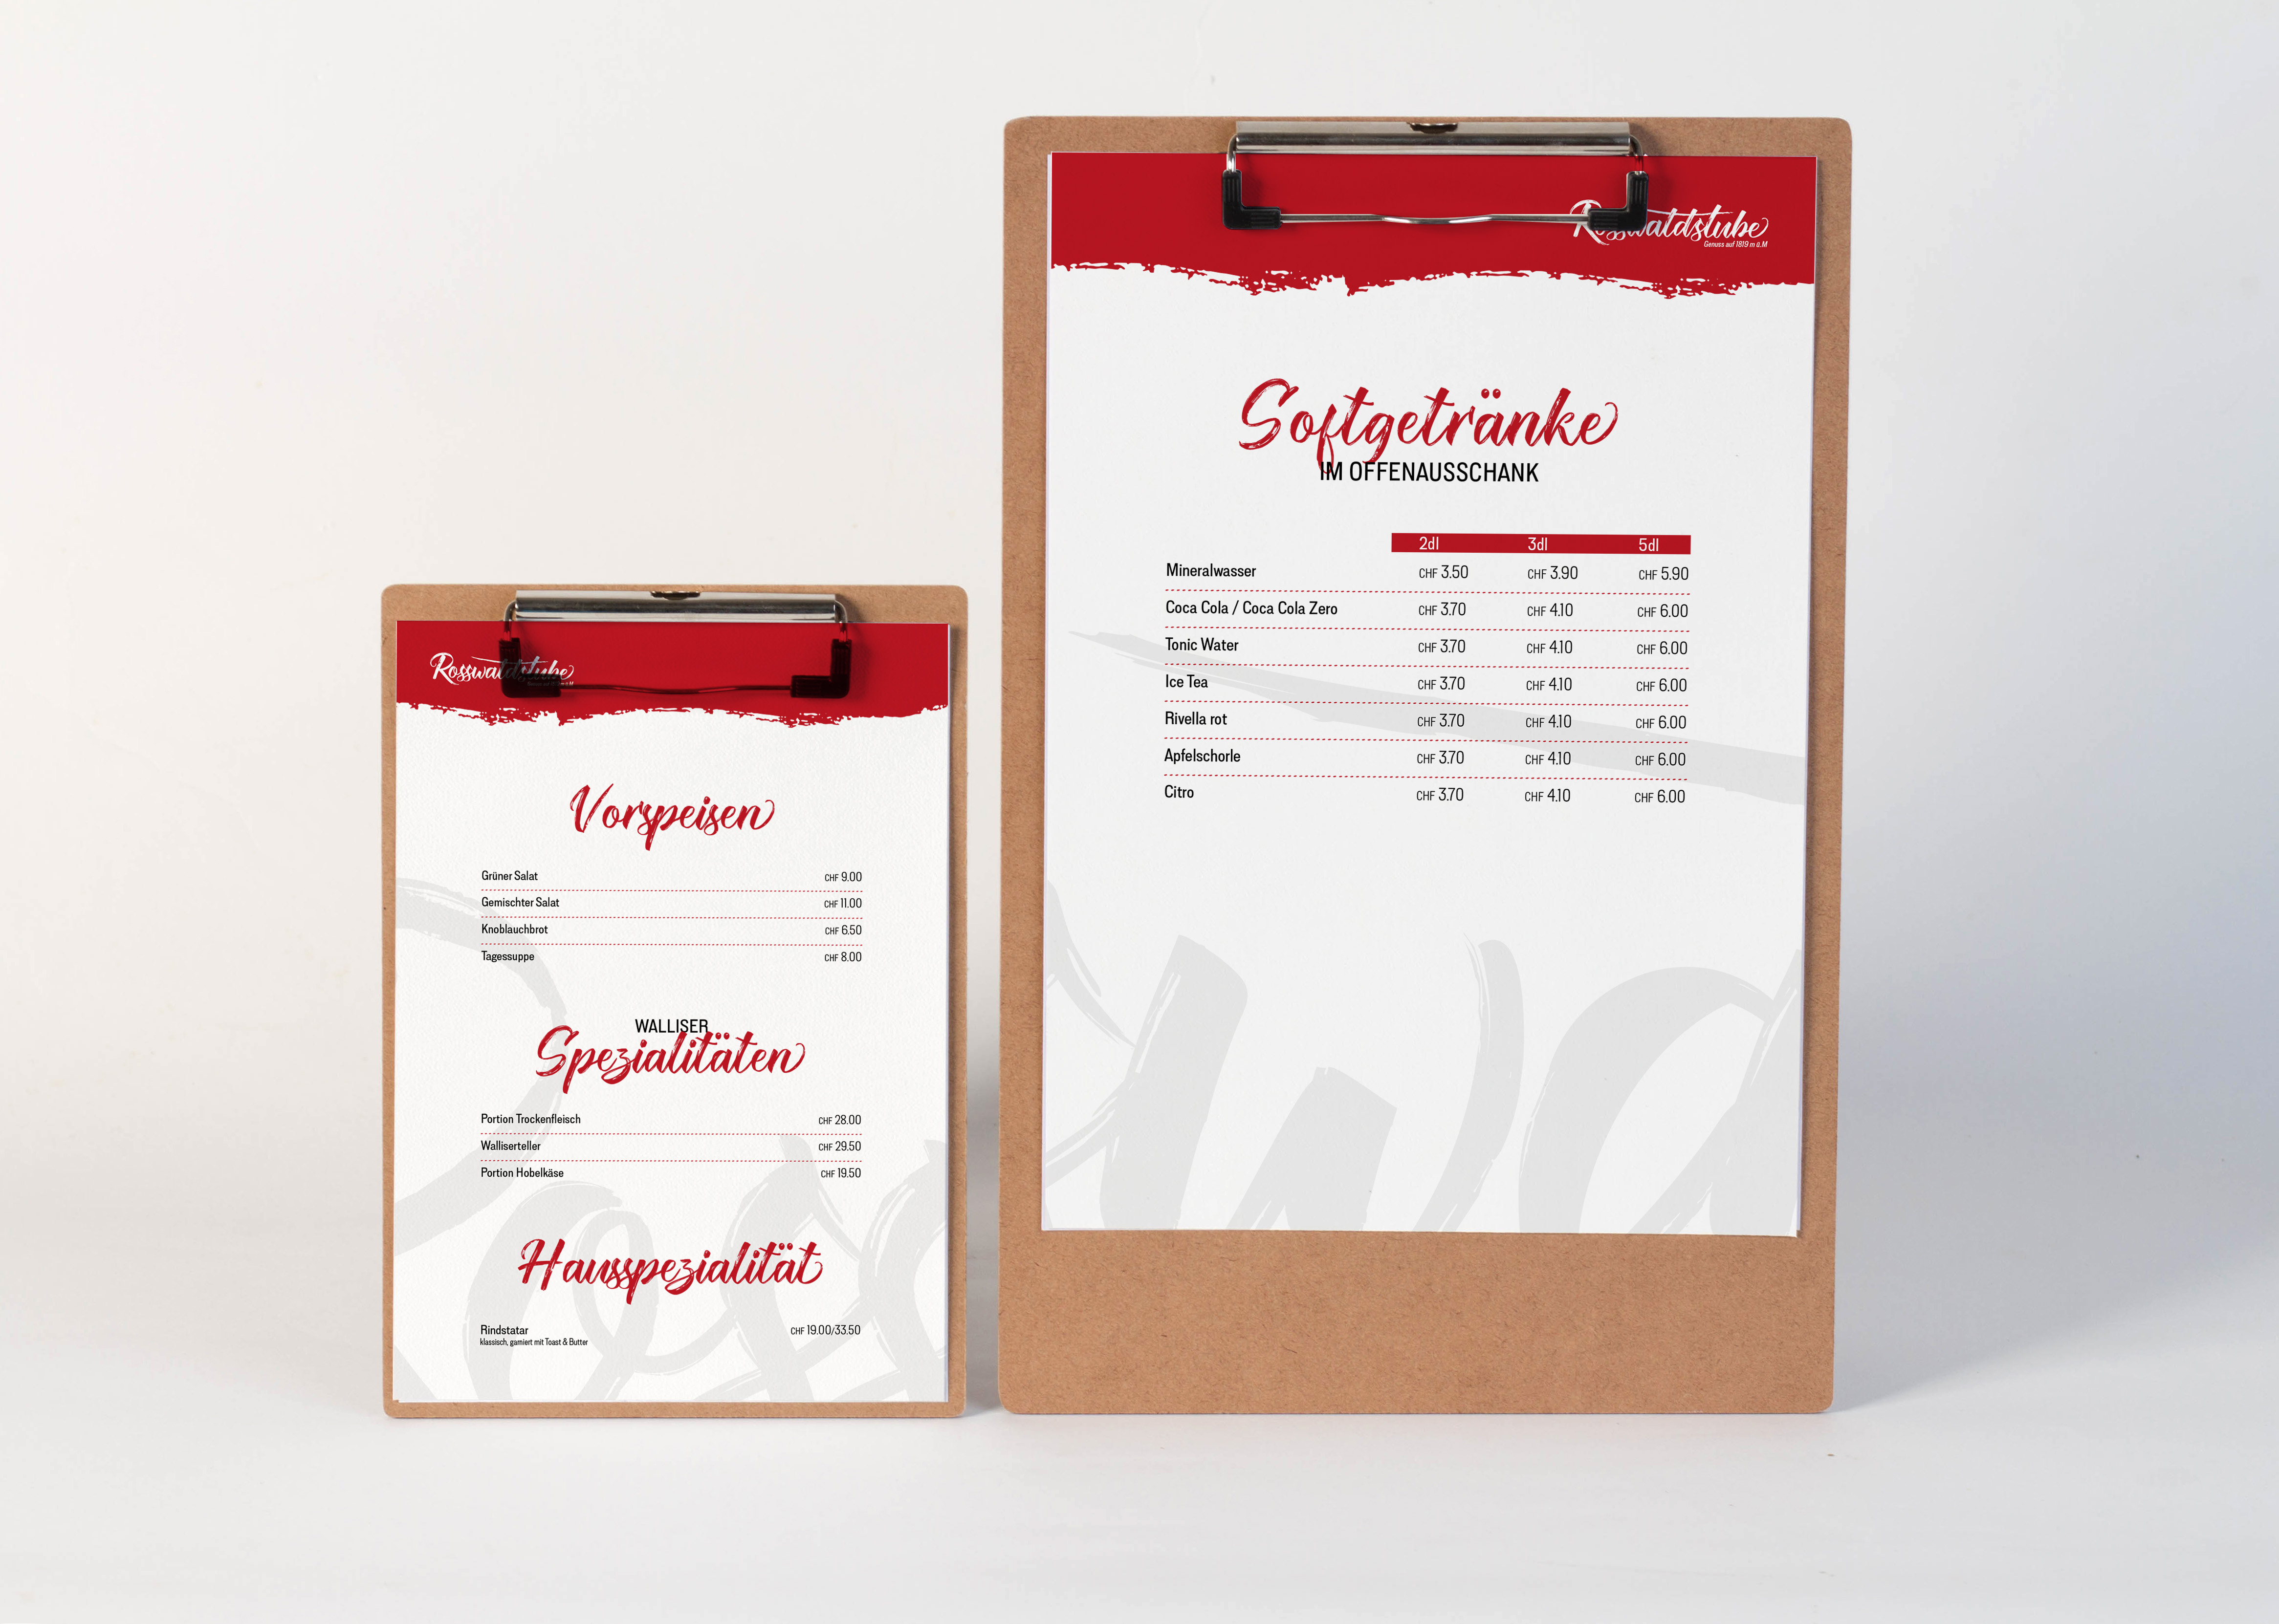 Rosswaldstube
Vorspeisen
Grüner Salat CHF 9.00
Gemischter Salat CHF 11.00
Knoblauchbrot CHF 6.50
Tagessuppe CHF 8.00
WALLISER
Spezialitäten
Portion Trockenfleisch CHF 28.00
Walliserteller CHF 29.50
Portion Hobelkäse CHF 19.50
Hausspezialität
Rindstatar CHF 19.00/33.50
klassisch, garniert mit Toast & Butter
Rosswaldstube
Genuss auf 1819 m ü.M
Softgetränke
IM OFFENAUSSCHANK
2dl 3dl 5dl
Mineralwasser CHF 3.50 CHF 3.90 CHF 5.90
Coca Cola / Coca Cola Zero CHF 3.70 CHF 4.10 CHF 6.00
Tonic Water CHF 3.70 CHF 4.10 CHF 6.00
Ice Tea CHF 3.70 CHF 4.10 CHF 6.00
Rivella rot CHF 3.70 CHF 4.10 CHF 6.00
Apfelschorle CHF 3.70 CHF 4.10 CHF 6.00
Citro CHF 3.70 CHF 4.10 CHF 6.00